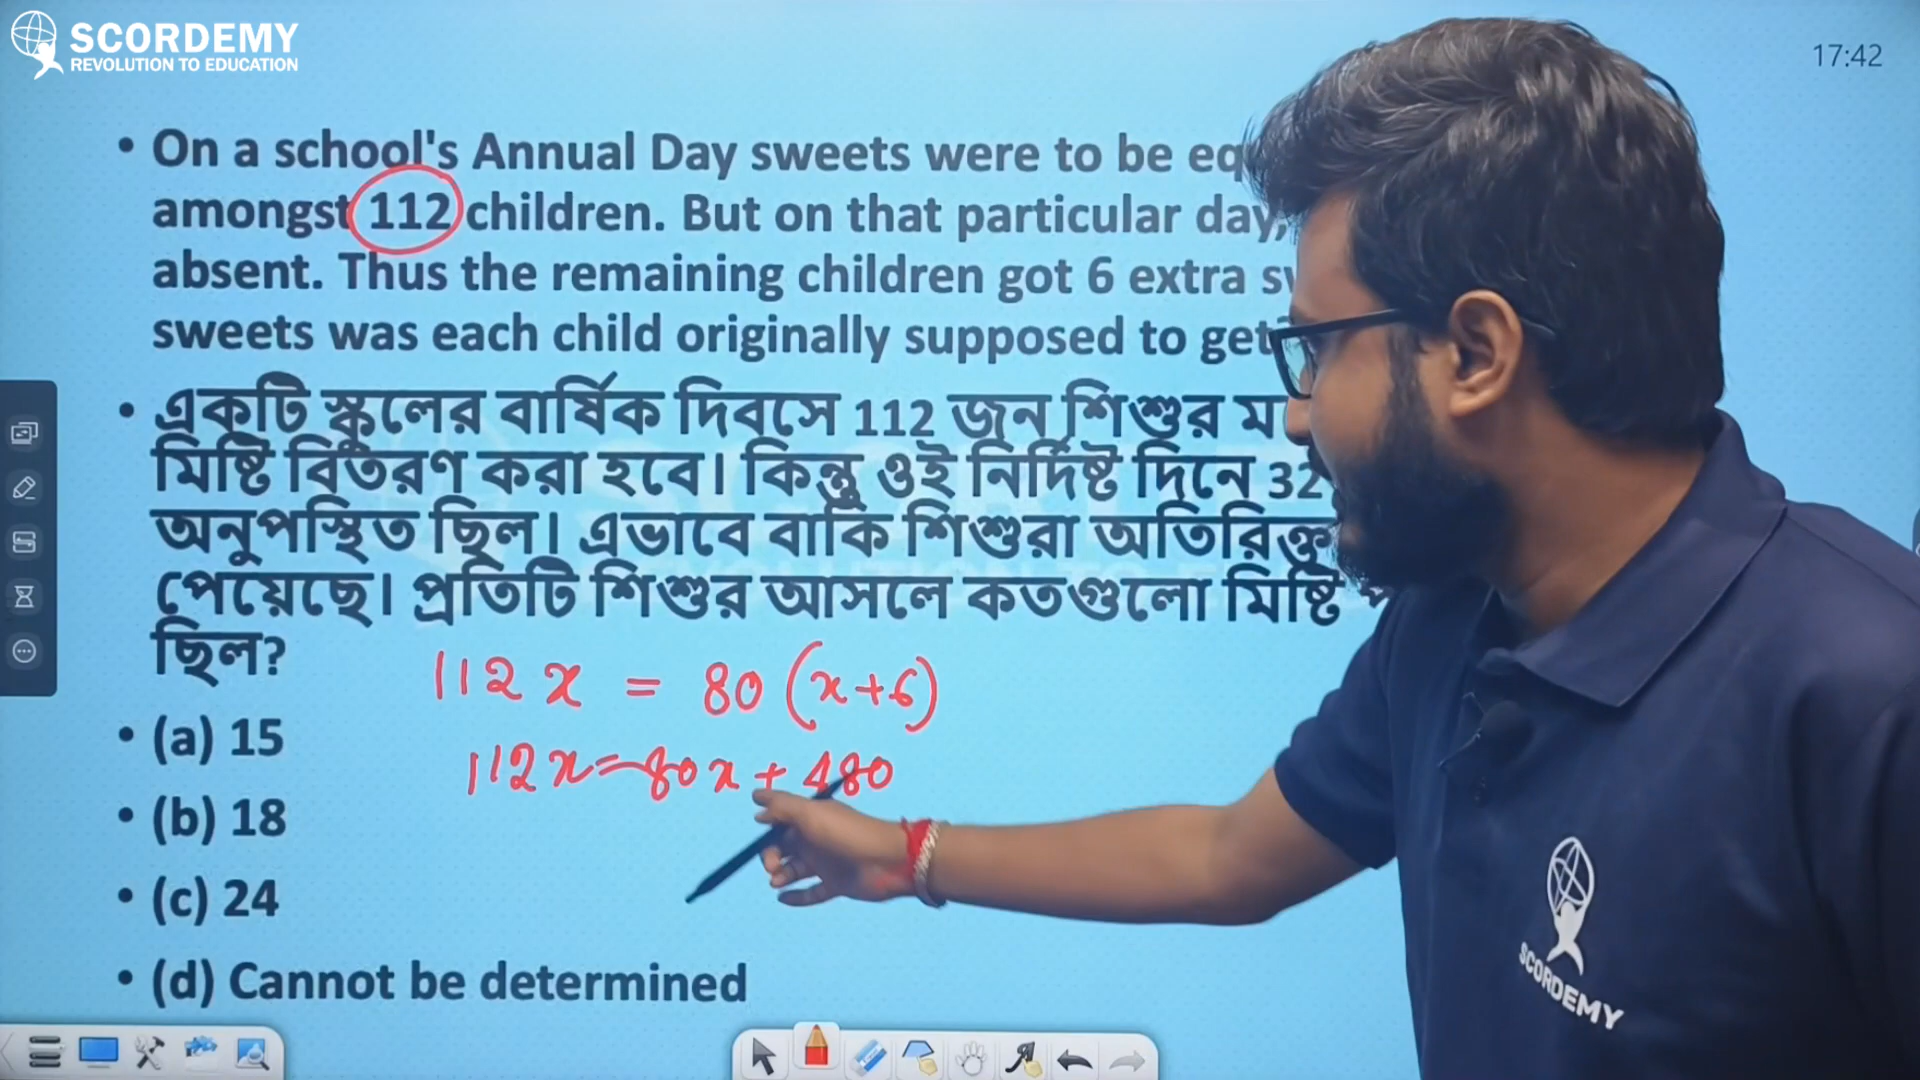 SCORDEMY
REVOLUTION TO EDUCATION
17:42
• On a school's Annual Day sweets were to be
amongst 112 children. But on that particular day,
absent. Thus the remaining children got 6 extra
sweets was each child originally supposed to get?
• একটি স্কুলের বার্ষিক দিবসে 112 জন শিশুর
মিষ্টি বিতরণ করা হবে। কিন্তু ওই নির্দিষ্ট দিনে 32
অনুপস্থিত ছিল। এভাবে বাকি শিশুরা অতিরিক্ত
পেয়েছে। প্রতিটি শিশুর আসলে কতগুলো মিষ্টি
ছিল?
112x = 80(x+6)
112x = 80x + 480
• (a) 15
• (b) 18
• (c) 24
• (d) Cannot be determined
SCORDEMY